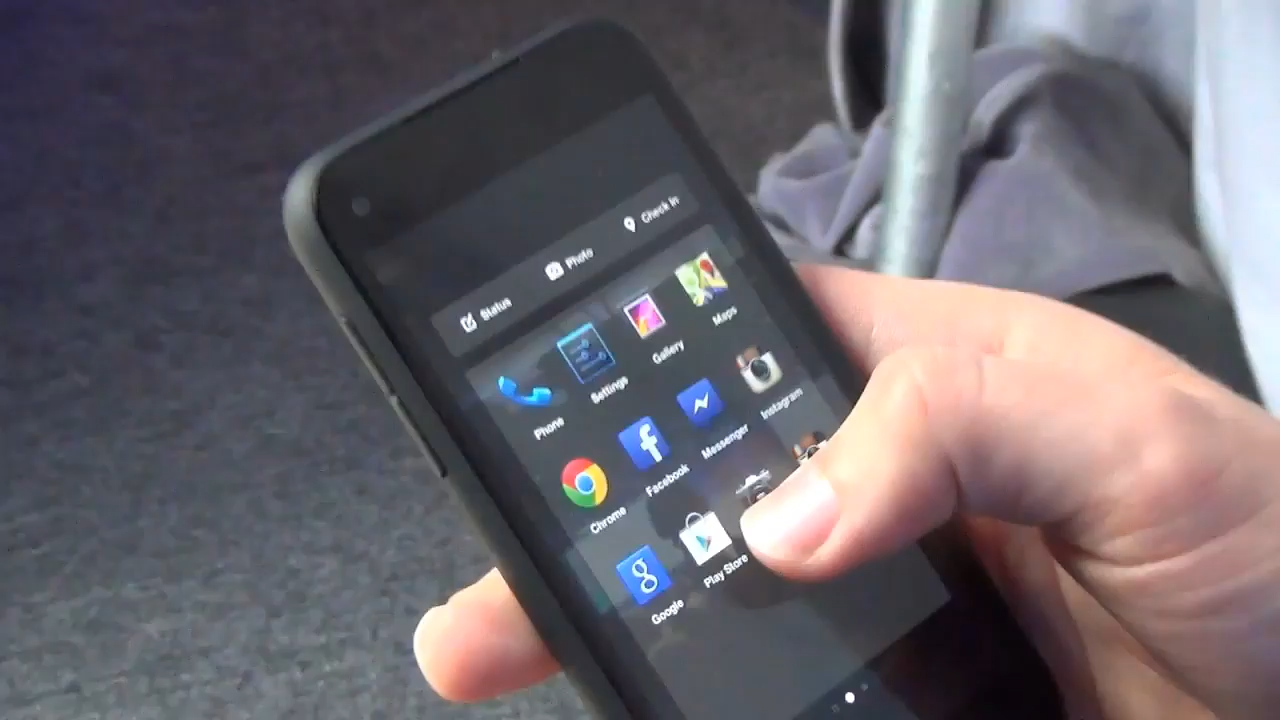 Status Photo Check In
Phone Settings Gallery Maps
Chrome Facebook Messenger Instagram
Google Play Store